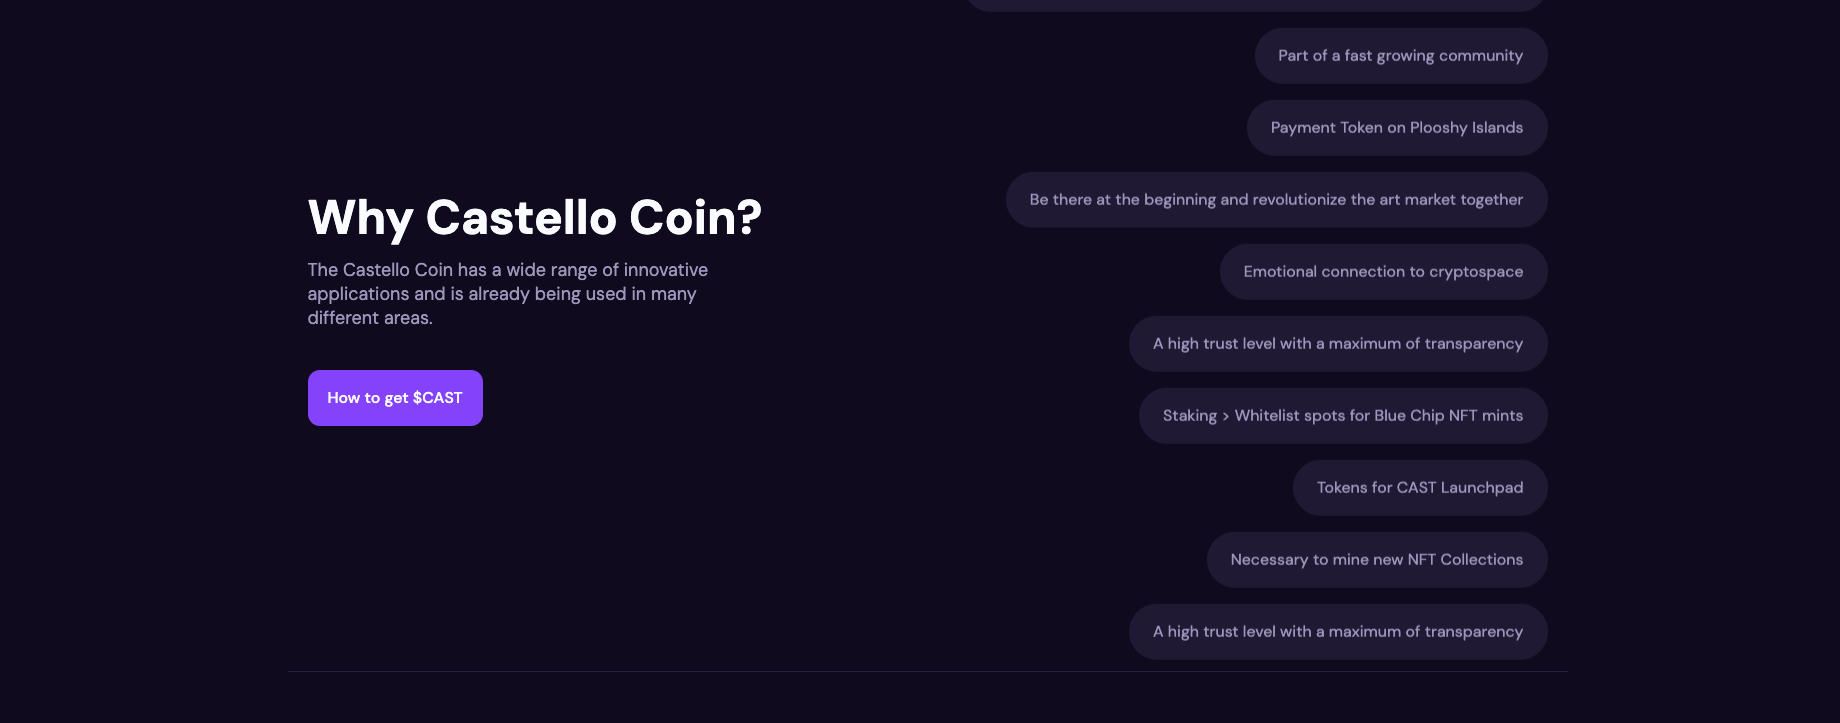 Why Castello Coin?
The Castello Coin has a wide range of innovative
applications and is already being used in many
different areas.
How to get $CAST
Part of a fast growing community
Payment Token on Plooshy Islands
Be there at the beginning and revolutionize the art market together
Emotional connection to cryptospace
A high trust level with a maximum of transparency
Staking > Whitelist spots for Blue Chip NFT mints
Tokens for CAST Launchpad
Necessary to mine new NFT Collections
A high trust level with a maximum of transparency